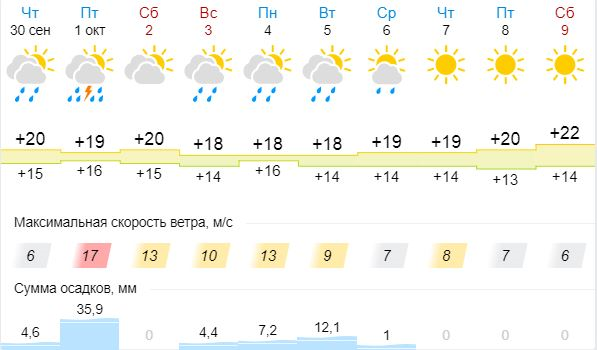 Чт Пт Сб Вс Пн Вт Ср Чт Пт Сб
30 сен 1 окт 2 3 4 5 6 7 8 9
+20 +19 +20 +18 +18 +18 +19 +19 +20 +22
+15 +16 +15 +14 +16 +14 +14 +14 +13 +14
Максимальная скорость ветра, м/с
6 17 13 10 13 9 7 8 7 6
Сумма осадков, мм
4,6 35,9 0 4,4 7,2 12,1 1 0 0 0